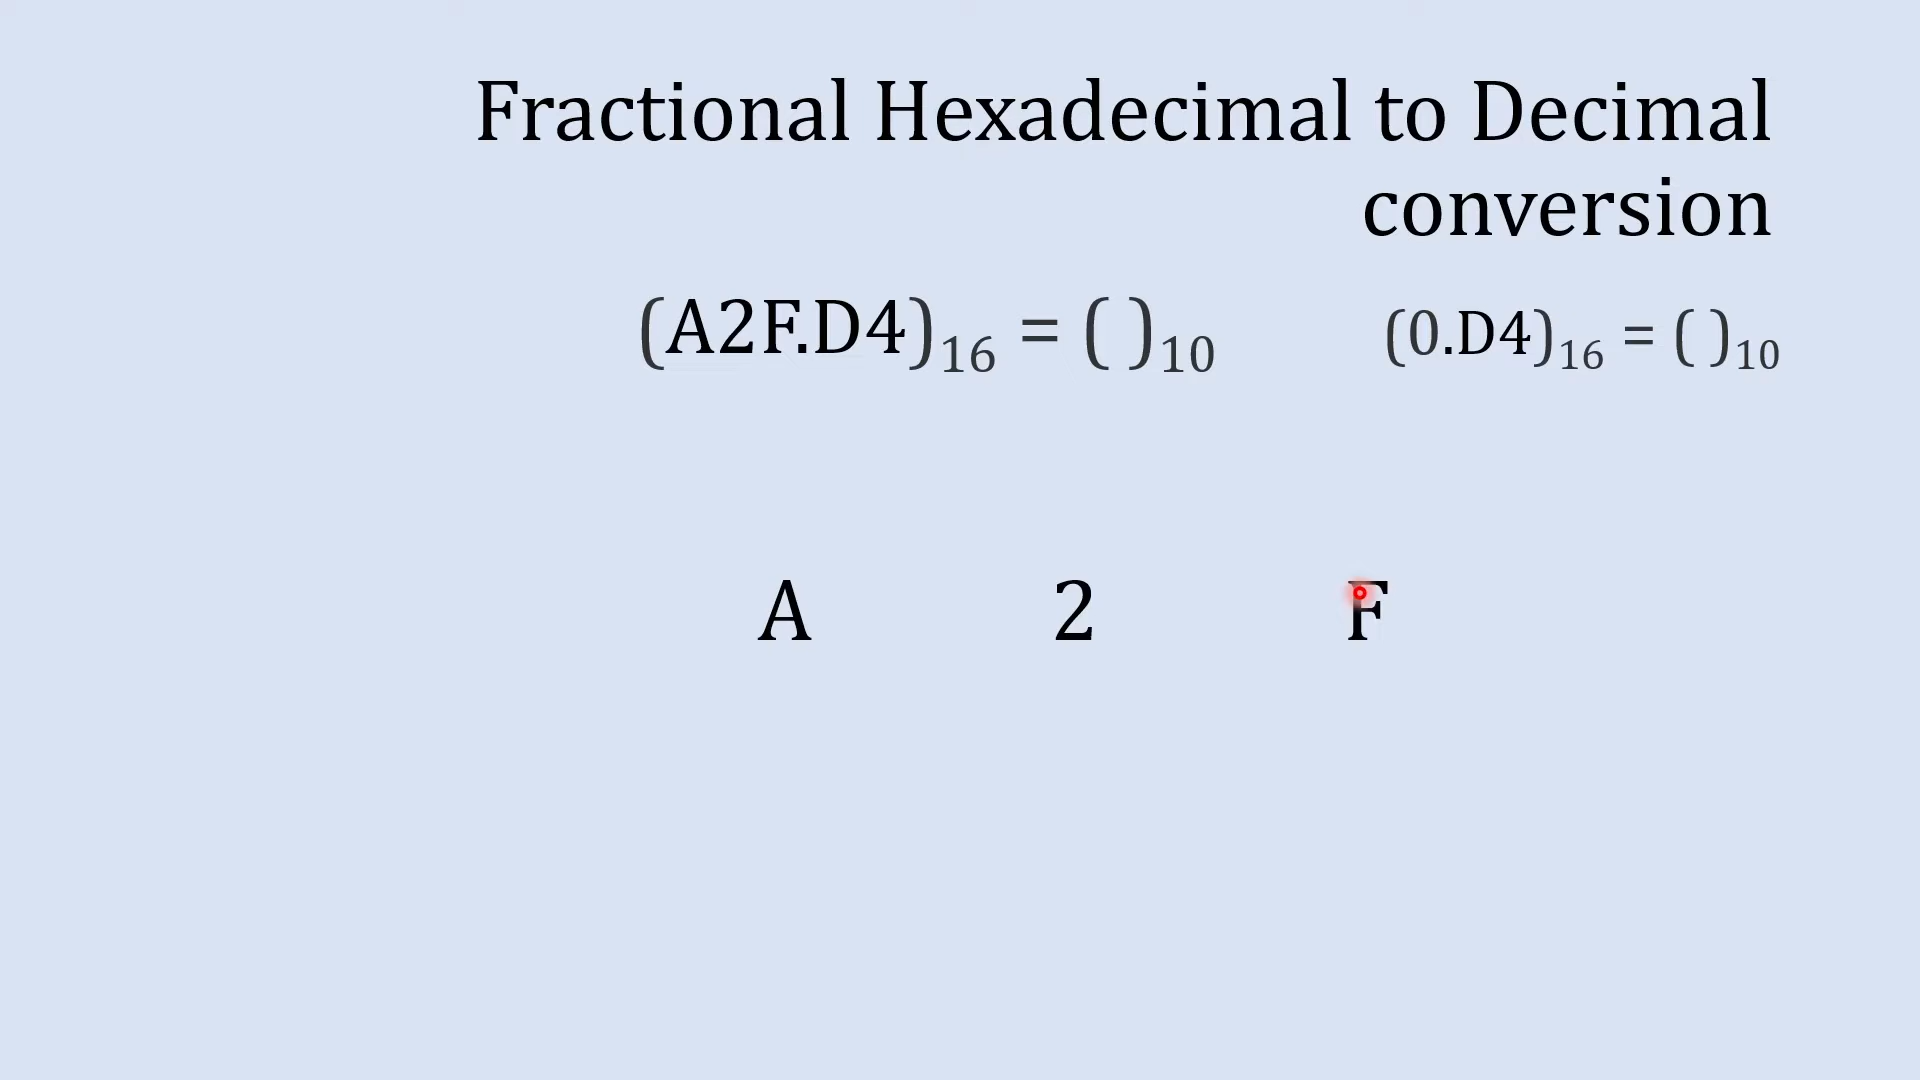 Fractional Hexadecimal to Decimal
conversion
(A2F.D4)₁₆ = ( )₁₀ (0.D4)₁₆ = ( )₁₀
A 2 F